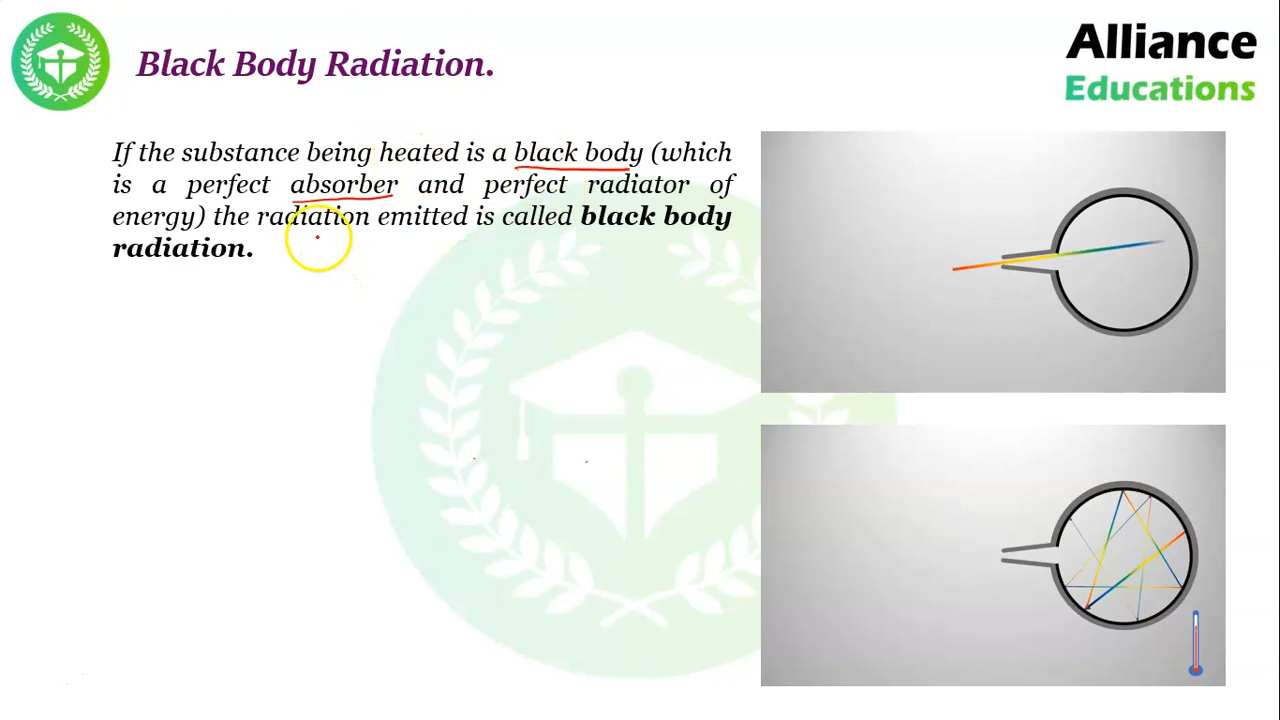 Black Body Radiation.
Alliance
Educations
If the substance being heated is a black body (which
is a perfect absorber and perfect radiator of
energy) the radiation emitted is called black body
radiation.